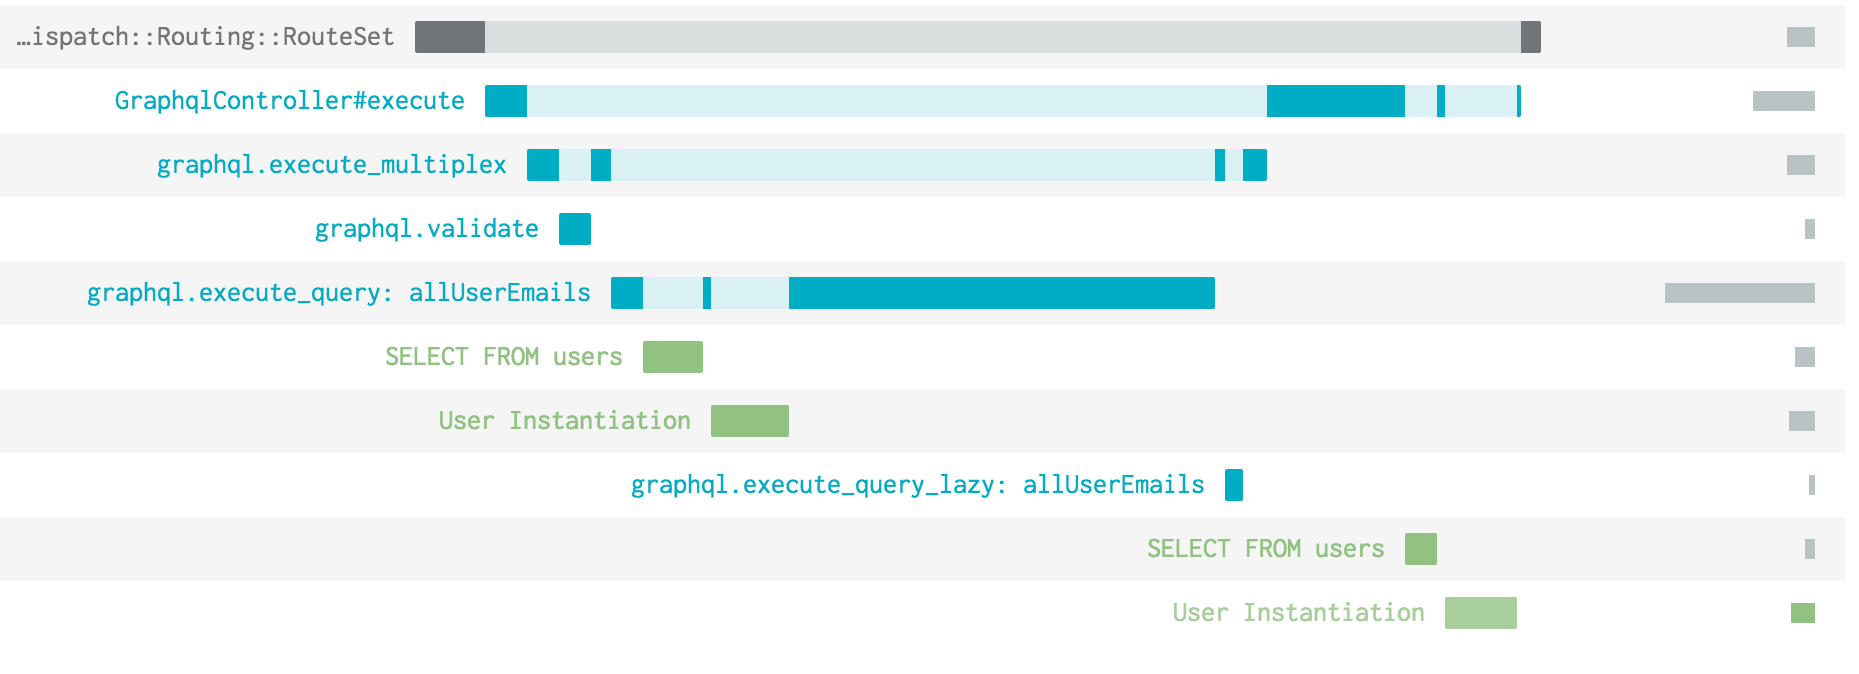 …ispatch::Routing::RouteSet
GraphqlController#execute
graphql.execute_multiplex
graphql.validate
graphql.execute_query: allUserEmails
SELECT FROM users
User Instantiation
graphql.execute_query_lazy: allUserEmails
SELECT FROM users
User Instantiation